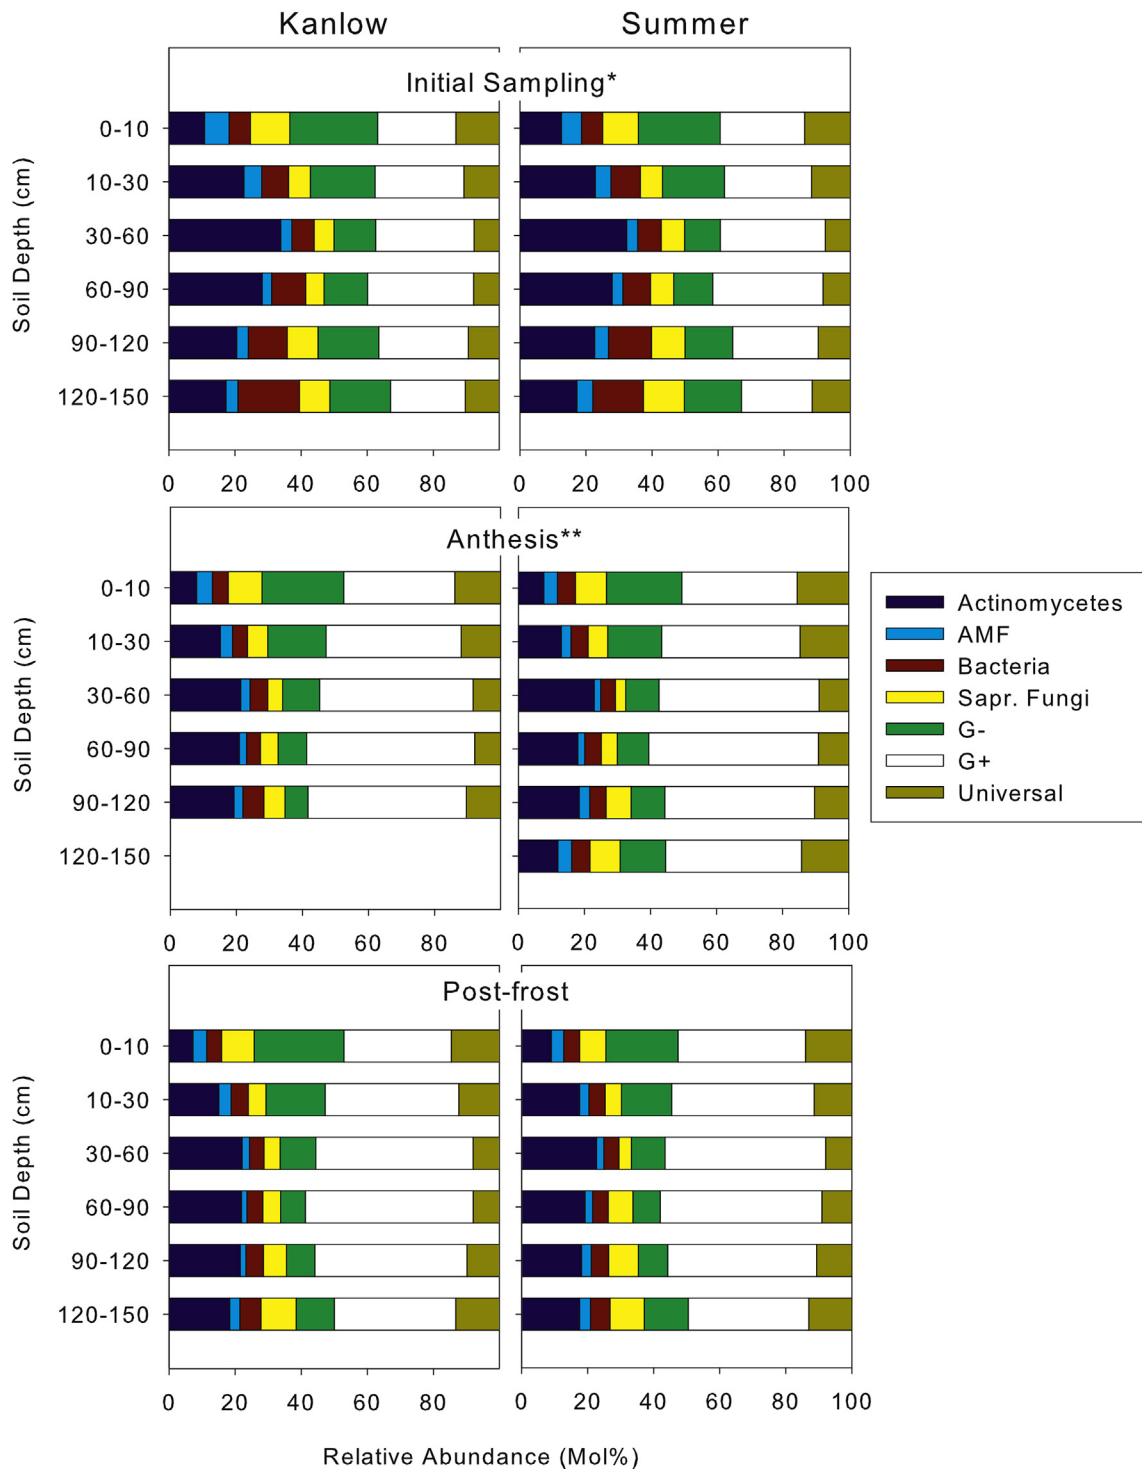 Kanlow Summer
Initial Sampling*
Soil Depth (cm)
0-10
10-30
30-60
60-90
90-120
120-150
0 20 40 60 80 0 20 40 60 80 100
Anthesis**
Soil Depth (cm)
0-10
10-30
30-60
60-90
90-120
120-150
0 20 40 60 80 0 20 40 60 80 100
Actinomycetes
AMF
Bacteria
Sapr. Fungi
G-
G+
Universal
Post-frost
Soil Depth (cm)
0-10
10-30
30-60
60-90
90-120
120-150
0 20 40 60 80 0 20 40 60 80 100
Relative Abundance (Mol%)